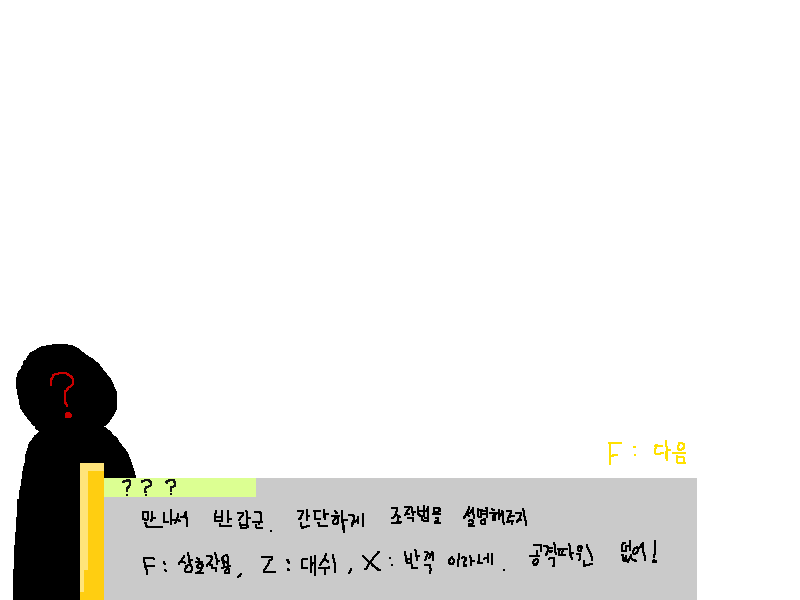 ?
F : 다음
? ? ?
만나서 반갑군. 간단하게 조작법을 설명해주지
F : 상호작용, Z : 대쉬, X : 반격 이라네. 공격따윈 없어!